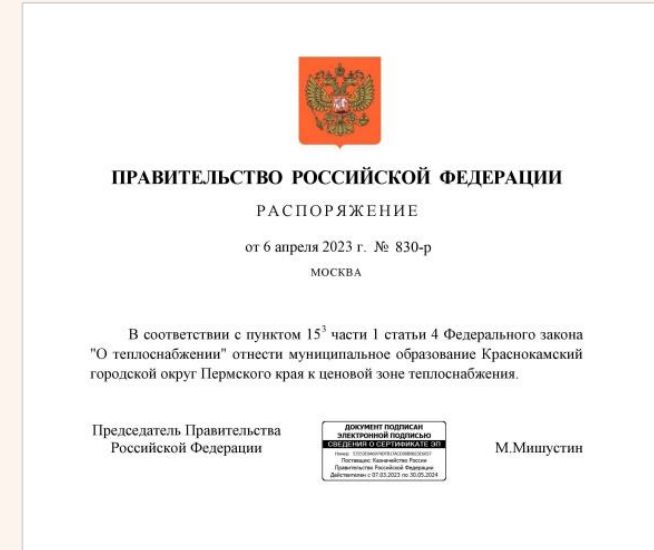 ПРАВИТЕЛЬСТВО РОССИЙСКОЙ ФЕДЕРАЦИИ
РАСПОРЯЖЕНИЕ
от 6 апреля 2023 г. № 830-р
МОСКВА
В соответствии с пунктом 15³ части 1 статьи 4 Федерального закона
"О теплоснабжении" отнести муниципальное образование Краснокамский
городской округ Пермского края к ценовой зоне теплоснабжения.
Председатель Правительства
Российской Федерации
ДОКУМЕНТ ПОДПИСАН
ЭЛЕКТРОННОЙ ПОДПИСЬЮ
СВЕДЕНИЯ О СЕРТИФИКАТЕ ЭП
Поставщик: Казначейство России
Правительство Российской Федерации
Действителен с 07.03.2023 по 30.05.2024
М.Мишустин